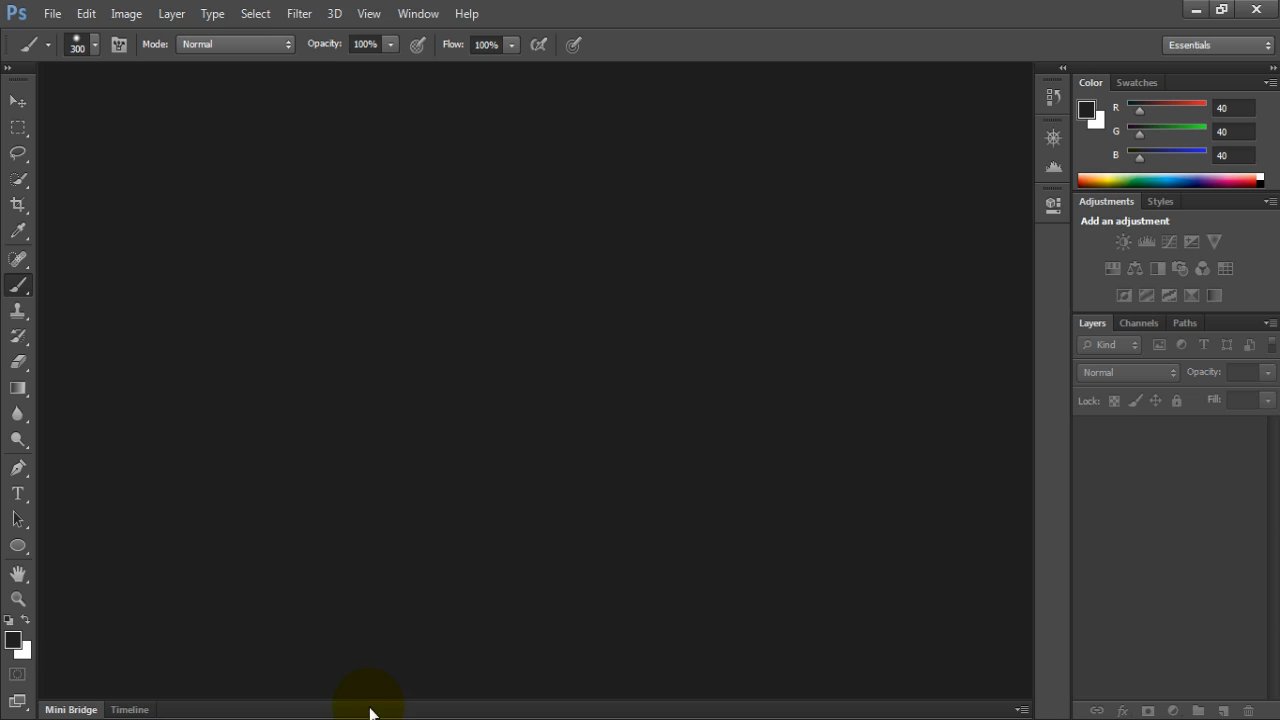 Ps File Edit Image Layer Type Select Filter 3D View Window Help
300 Mode: Normal Opacity: 100% Flow: 100% Essentials
Color Swatches
R 40
G 40
B 40
Adjustments Styles
Add an adjustment
Layers Channels Paths
Kind T
Normal Opacity:
Lock: Fill:
T
fx
Mini Bridge Timeline